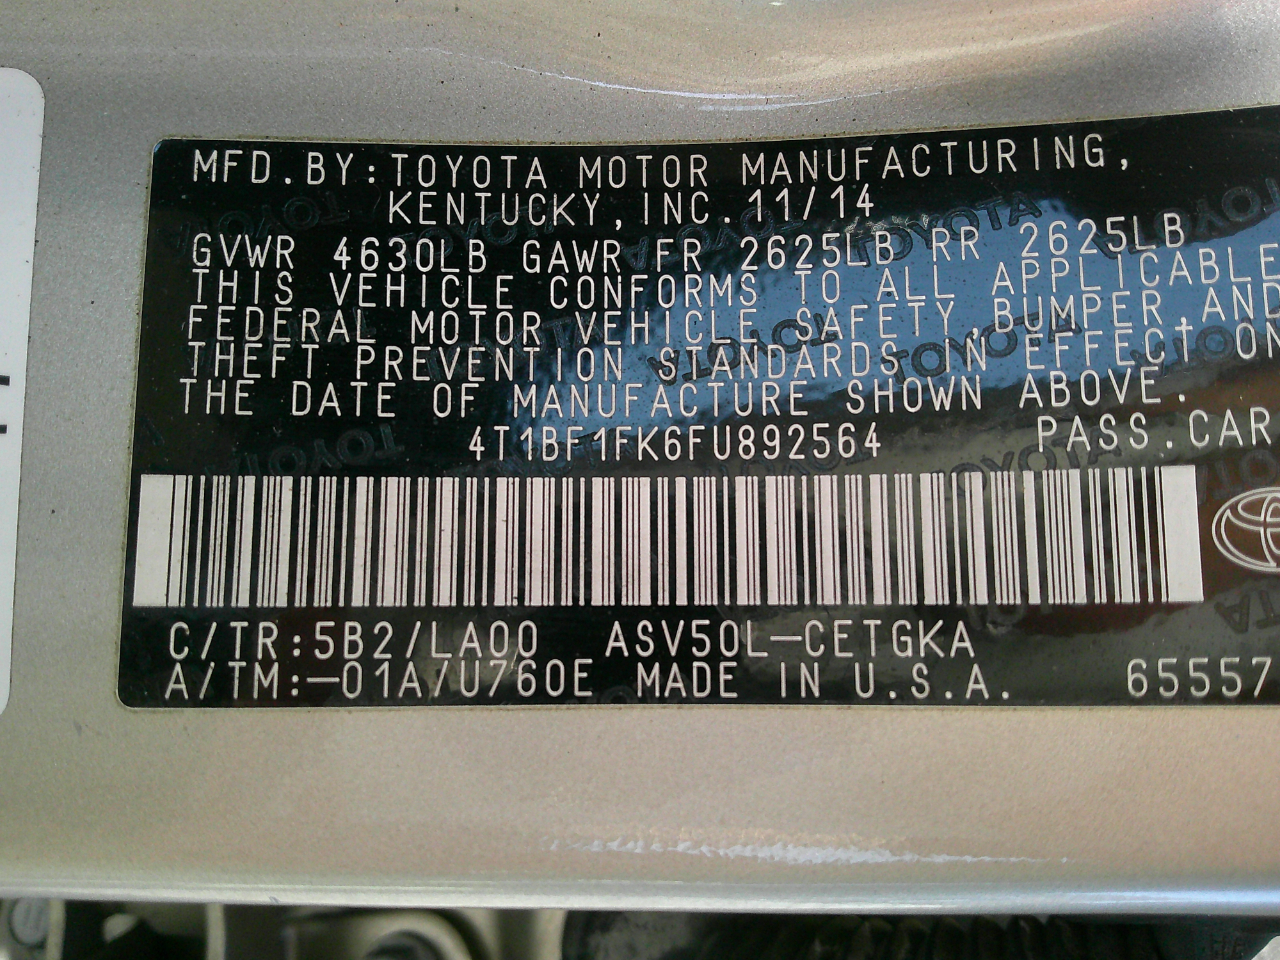 MFD. BY: TOYOTA MOTOR MANUFACTURING,
KENTUCKY, INC. 11/14
GVWR 4630LB GAWR FR 2625LB RR 2625LB
THIS VEHICLE CONFORMS TO ALL APPLICABLE
FEDERAL MOTOR VEHICLE SAFETY, BUMPER, AND
THEFT PREVENTION STANDARDS IN EFFECT ON
THE DATE OF MANUFACTURE SHOWN ABOVE.
4T1BF1FK6FU892564 PASS. CAR
C/TR: 5B2/LA00 ASV50L-CETGKA
A/TM: -01A/U760E MADE IN U.S.A. 65557